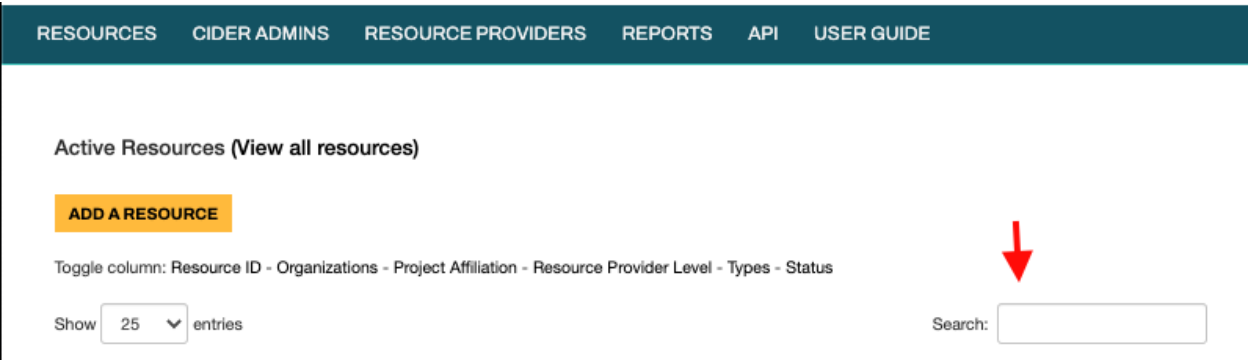 RESOURCES CIDER ADMINS RESOURCE PROVIDERS REPORTS API USER GUIDE
Active Resources (View all resources)
ADD A RESOURCE
Toggle column: Resource ID - Organizations - Project Affiliation - Resource Provider Level - Types - Status
Show 25 entries Search: